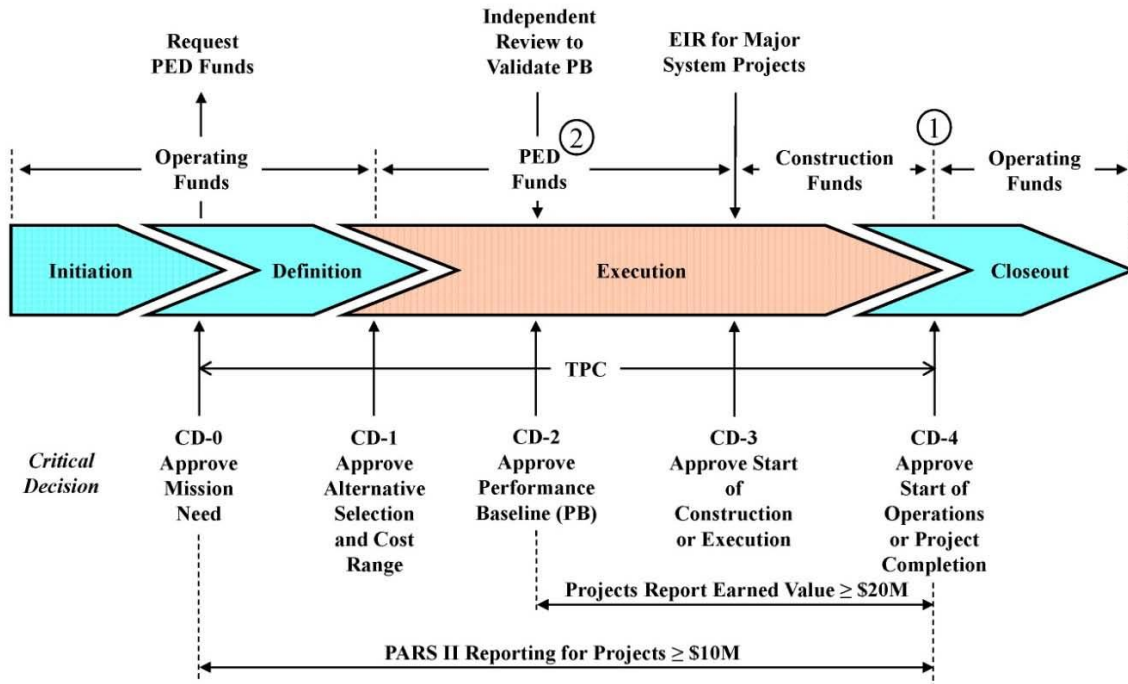 Request
PED Funds
Independent
Review to
Validate PB
EIR for Major
System Projects
Operating
Funds
PED
Funds
②
Construction
Funds
①
Operating
Funds
Initiation
Definition
Execution
Closeout
TPC
Critical
Decision
CD-0
Approve
Mission
Need
CD-1
Approve
Alternative
Selection
and Cost
Range
CD-2
Approve
Performance
Baseline (PB)
CD-3
Approve Start
of
Construction
or Execution
CD-4
Approve
Start of
Operations
or Project
Completion
Projects Report Earned Value ≥ $20M
PARS II Reporting for Projects ≥ $10M